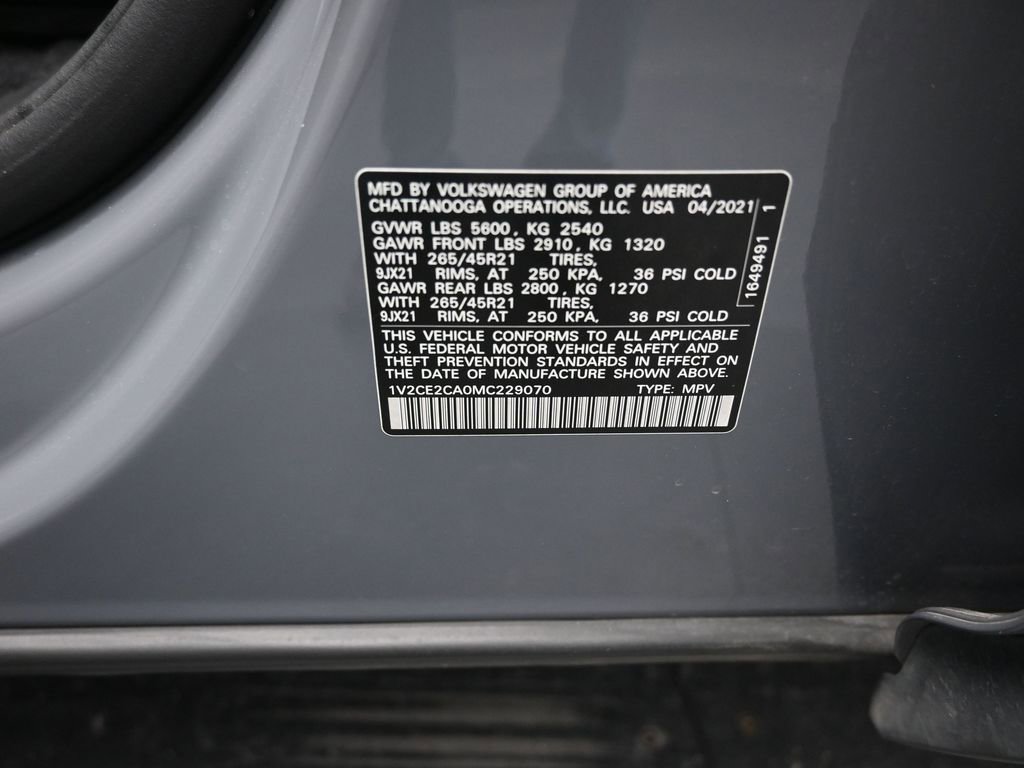 MFD BY VOLKSWAGEN GROUP OF AMERICA
CHATTANOOGA OPERATIONS, LLC. USA 04/2021
GVWR LBS 5600, KG 2540
GAWR FRONT LBS 2910, KG 1320
WITH 265/45R21 TIRES,
9JX21 RIMS, AT 250 KPA, 36 PSI COLD
GAWR REAR LBS 2800, KG 1270
WITH 265/45R21 TIRES,
9JX21 RIMS, AT 250 KPA, 36 PSI COLD
1649491 1
THIS VEHICLE CONFORMS TO ALL APPLICABLE
U.S. FEDERAL MOTOR VEHICLE SAFETY AND
THEFT PREVENTION STANDARDS IN EFFECT ON
THE DATE OF MANUFACTURE SHOWN ABOVE.
1V2CE2CA0MC229070 TYPE: MPV